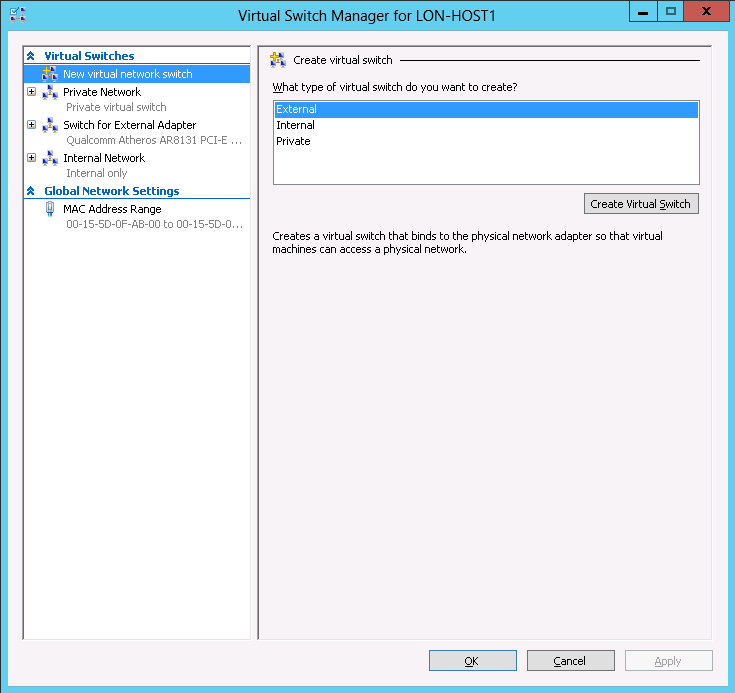 Virtual Switch Manager for LON-HOST1
Virtual Switches
New virtual network switch
Private Network
Private virtual switch
Switch for External Adapter
Qualcomm Atheros AR8131 PCI-E ...
Internal Network
Internal only
Global Network Settings
MAC Address Range
00-15-5D-0F-AB-00 to 00-15-5D-0...
Create virtual switch
What type of virtual switch do you want to create?
External
Internal
Private
Create Virtual Switch
Creates a virtual switch that binds to the physical network adapter so that virtual
machines can access a physical network.
OK
Cancel
Apply